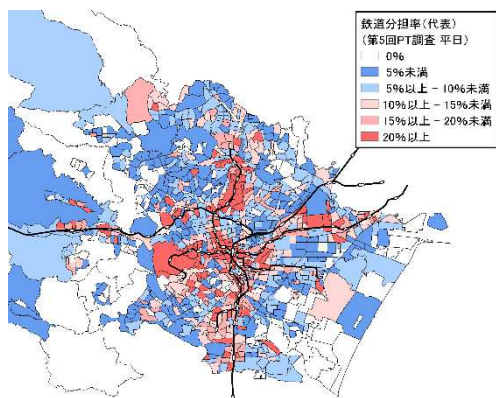 鉄道分担率(代表)
(第5回PT調査 平日)
0%
5%未満
5%以上-10%未満
10%以上-15%未満
15%以上-20%未満
20%以上